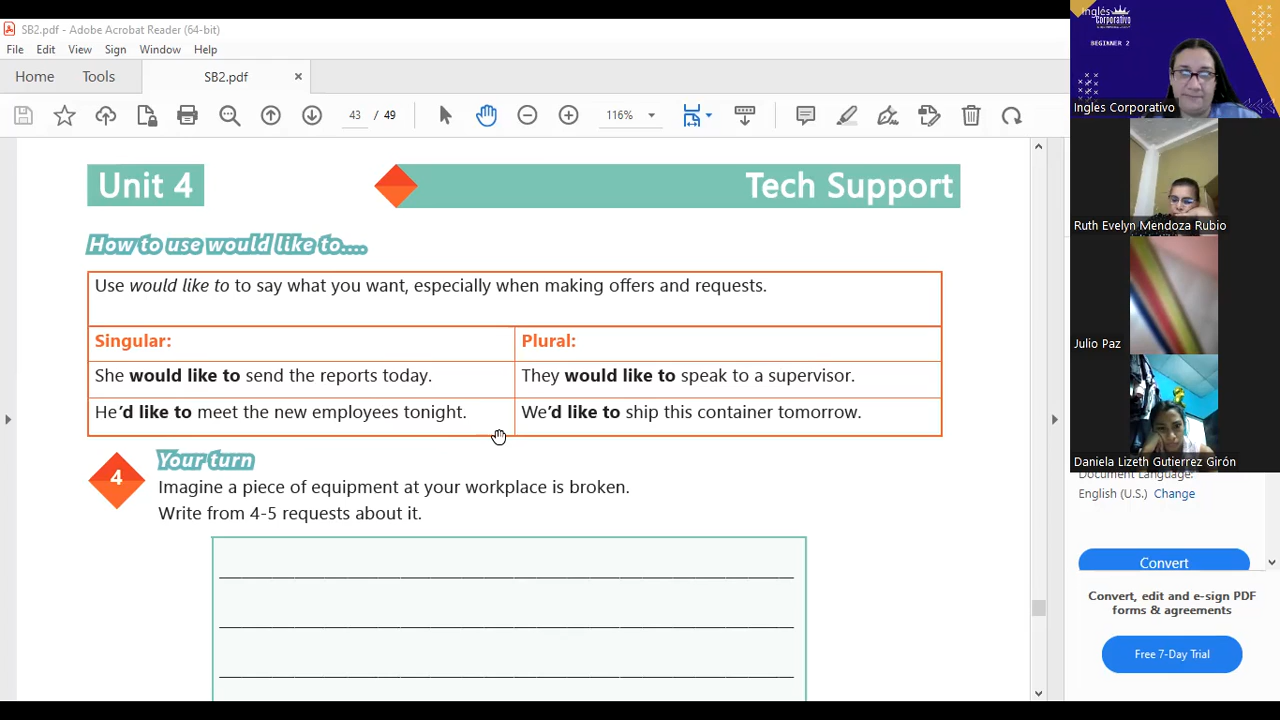 SB2.pdf - Adobe Acrobat Reader (64-bit)
File Edit View Sign Window Help
Home Tools SB2.pdf ×
43 / 49 116%
Unit 4 Tech Support
How to use would like to....
Use would like to to say what you want, especially when making offers and requests.
Singular: Plural:
She would like to send the reports today. They would like to speak to a supervisor.
He'd like to meet the new employees tonight. We'd like to ship this container tomorrow.
4 Your turn
Imagine a piece of equipment at your workplace is broken.
Write from 4-5 requests about it.
Inglés
Corporativo
BEGINNER 2
Ingles Corporativo
Ruth Evelyn Mendoza Rubio
Julio Paz
Daniela Lizeth Gutierrez Girón
Document Language:
English (U.S.) Change
Convert
Convert, edit and e-sign PDF
forms & agreements
Free 7-Day Trial